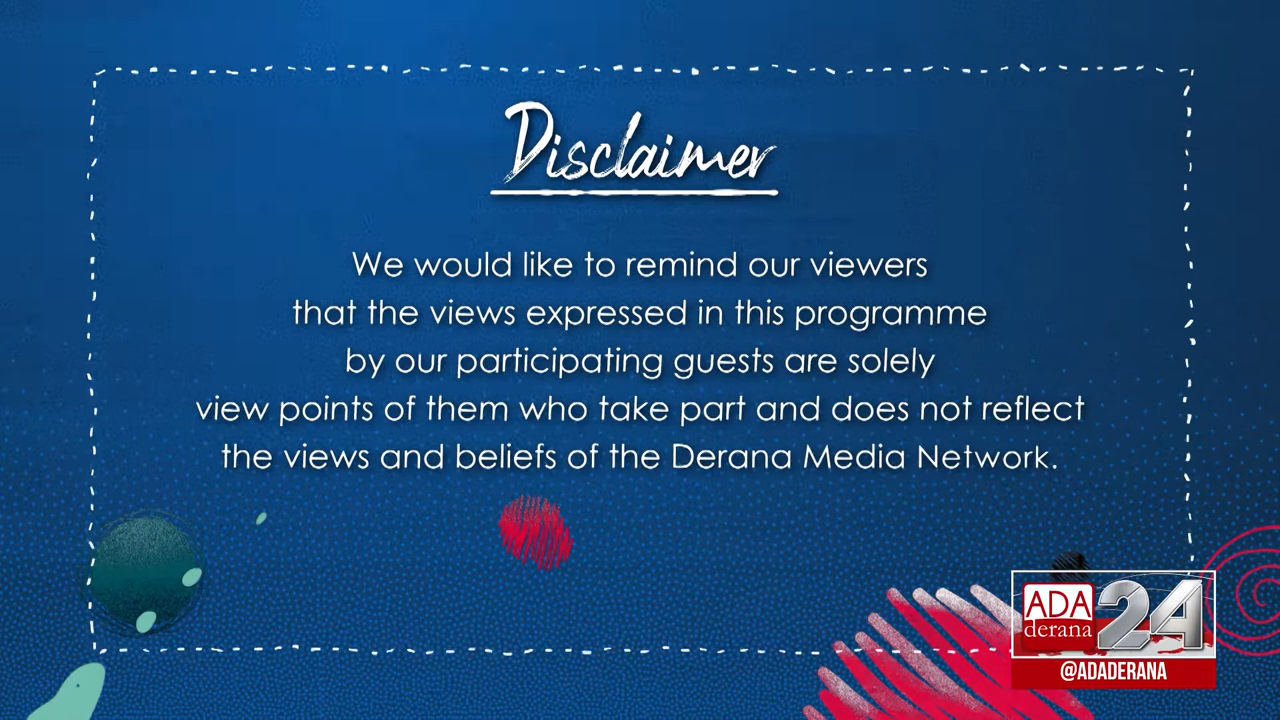 Disclaimer
We would like to remind our viewers
that the views expressed in this programme
by our participating guests are solely
view points of them who take part and does not reflect
the views and beliefs of the Derana Media Network.
ADA
derana
24
@ADADERANA